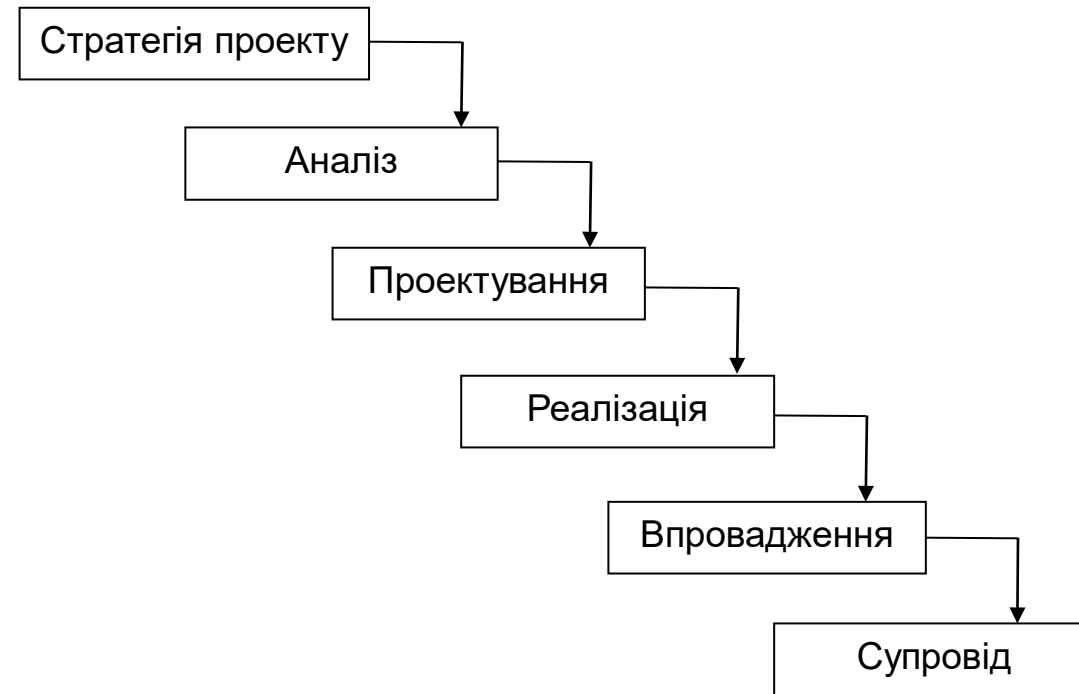 Стратегія проекту
Аналіз
Проектування
Реалізація
Впровадження
Супровід